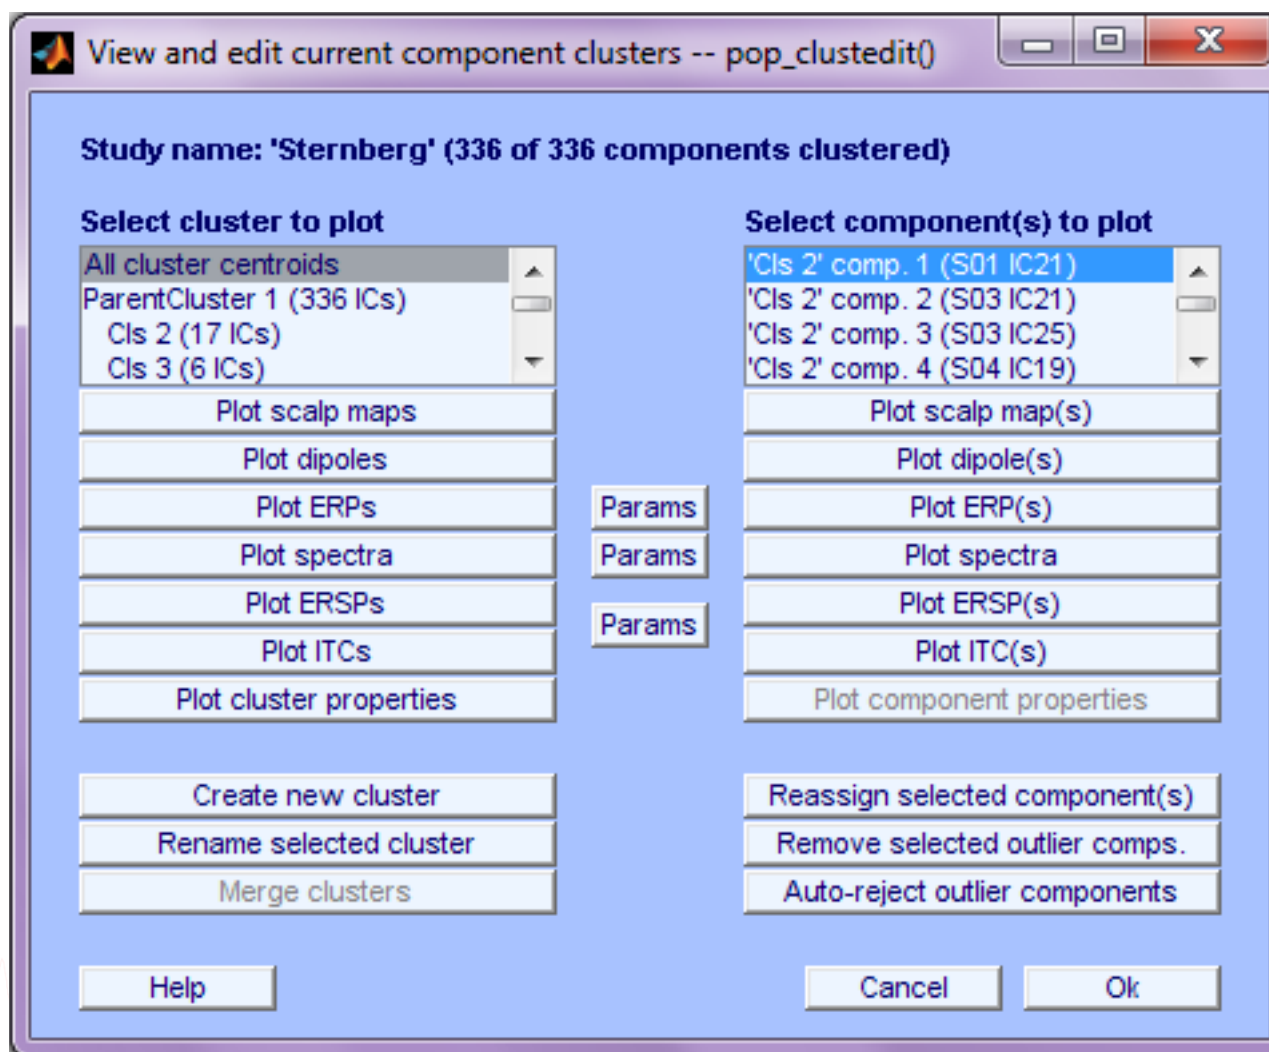 View and edit current component clusters -- pop_clustedit()
Study name: 'Sternberg' (336 of 336 components clustered)
Select cluster to plot
All cluster centroids
ParentCluster 1 (336 ICs)
Cls 2 (17 ICs)
Cls 3 (6 ICs)
Select component(s) to plot
'Cls 2' comp. 1 (S01 IC21)
'Cls 2' comp. 2 (S03 IC21)
'Cls 2' comp. 3 (S03 IC25)
'Cls 2' comp. 4 (S04 IC19)
Plot scalp maps
Plot scalp map(s)
Plot dipoles
Plot dipole(s)
Plot ERPs
Params
Plot ERP(s)
Plot spectra
Params
Plot spectra
Plot ERSPs
Params
Plot ERSP(s)
Plot ITCs
Plot ITC(s)
Plot cluster properties
Plot component properties
Create new cluster
Reassign selected component(s)
Rename selected cluster
Remove selected outlier comps.
Merge clusters
Auto-reject outlier components
Help
Cancel
Ok